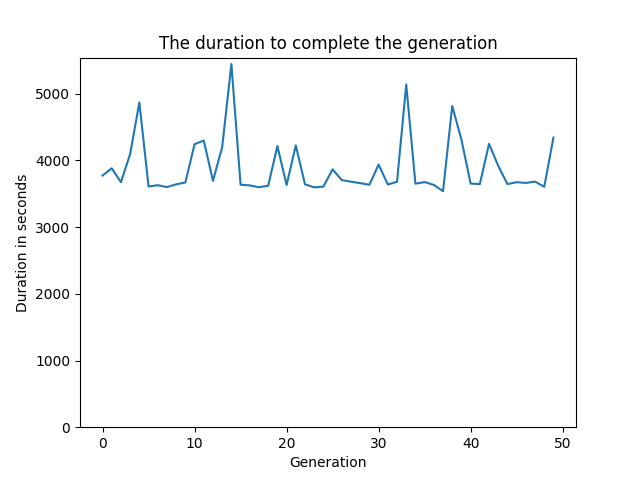 The duration to complete the generation
5000
4000
3000
2000
1000
0
Duration in seconds
0 10 20 30 40 50
Generation